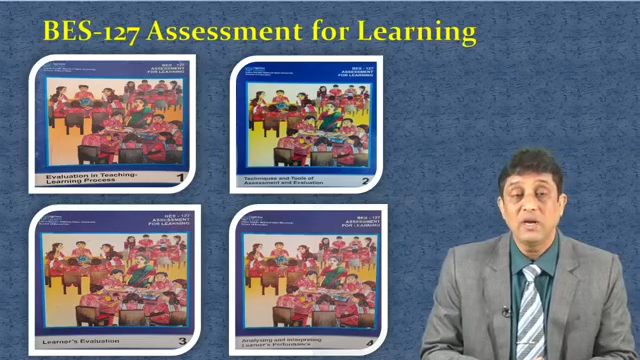 BES-127 Assessment for Learning
BES - 127
ASSESSMENT
FOR LEARNING
Evaluation in Teaching-
Learning Process
1
BES - 127
ASSESSMENT
FOR LEARNING
Techniques and Tools of
Assessment and Evaluation
2
BES - 127
ASSESSMENT
FOR LEARNING
Learner's Evaluation
3
BES - 127
ASSESSMENT
FOR LEARNING
Analysing and Interpreting
Learner's Performance
4